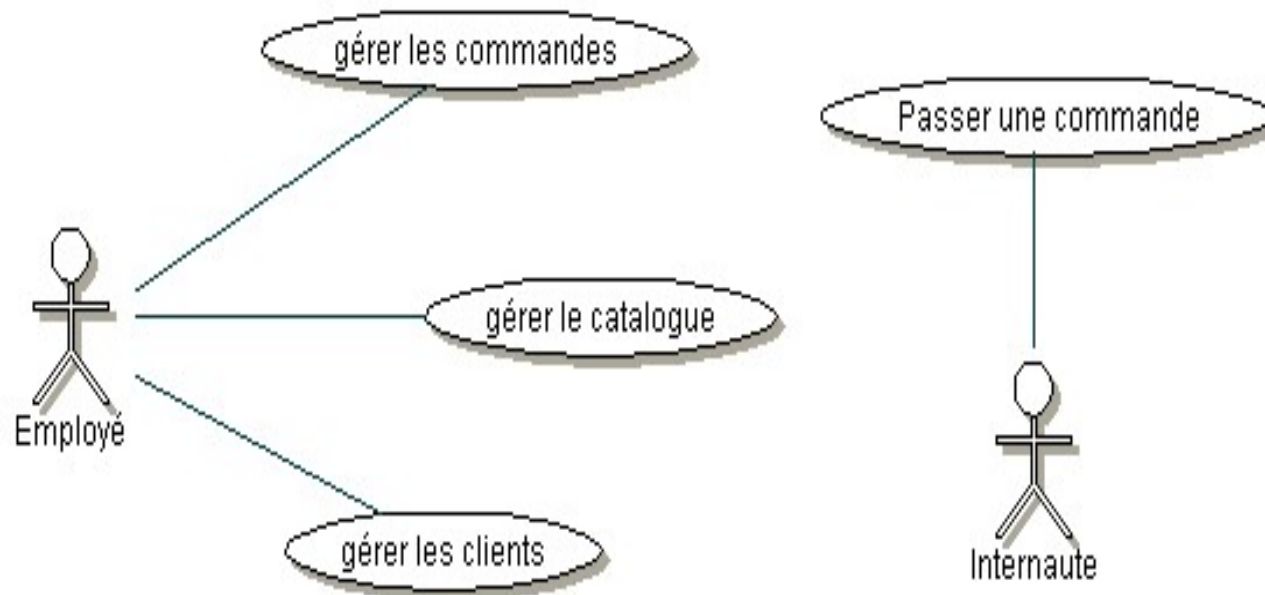 gérer les commandes
Passer une commande
gérer le catalogue
Employé
gérer les clients
Internaute